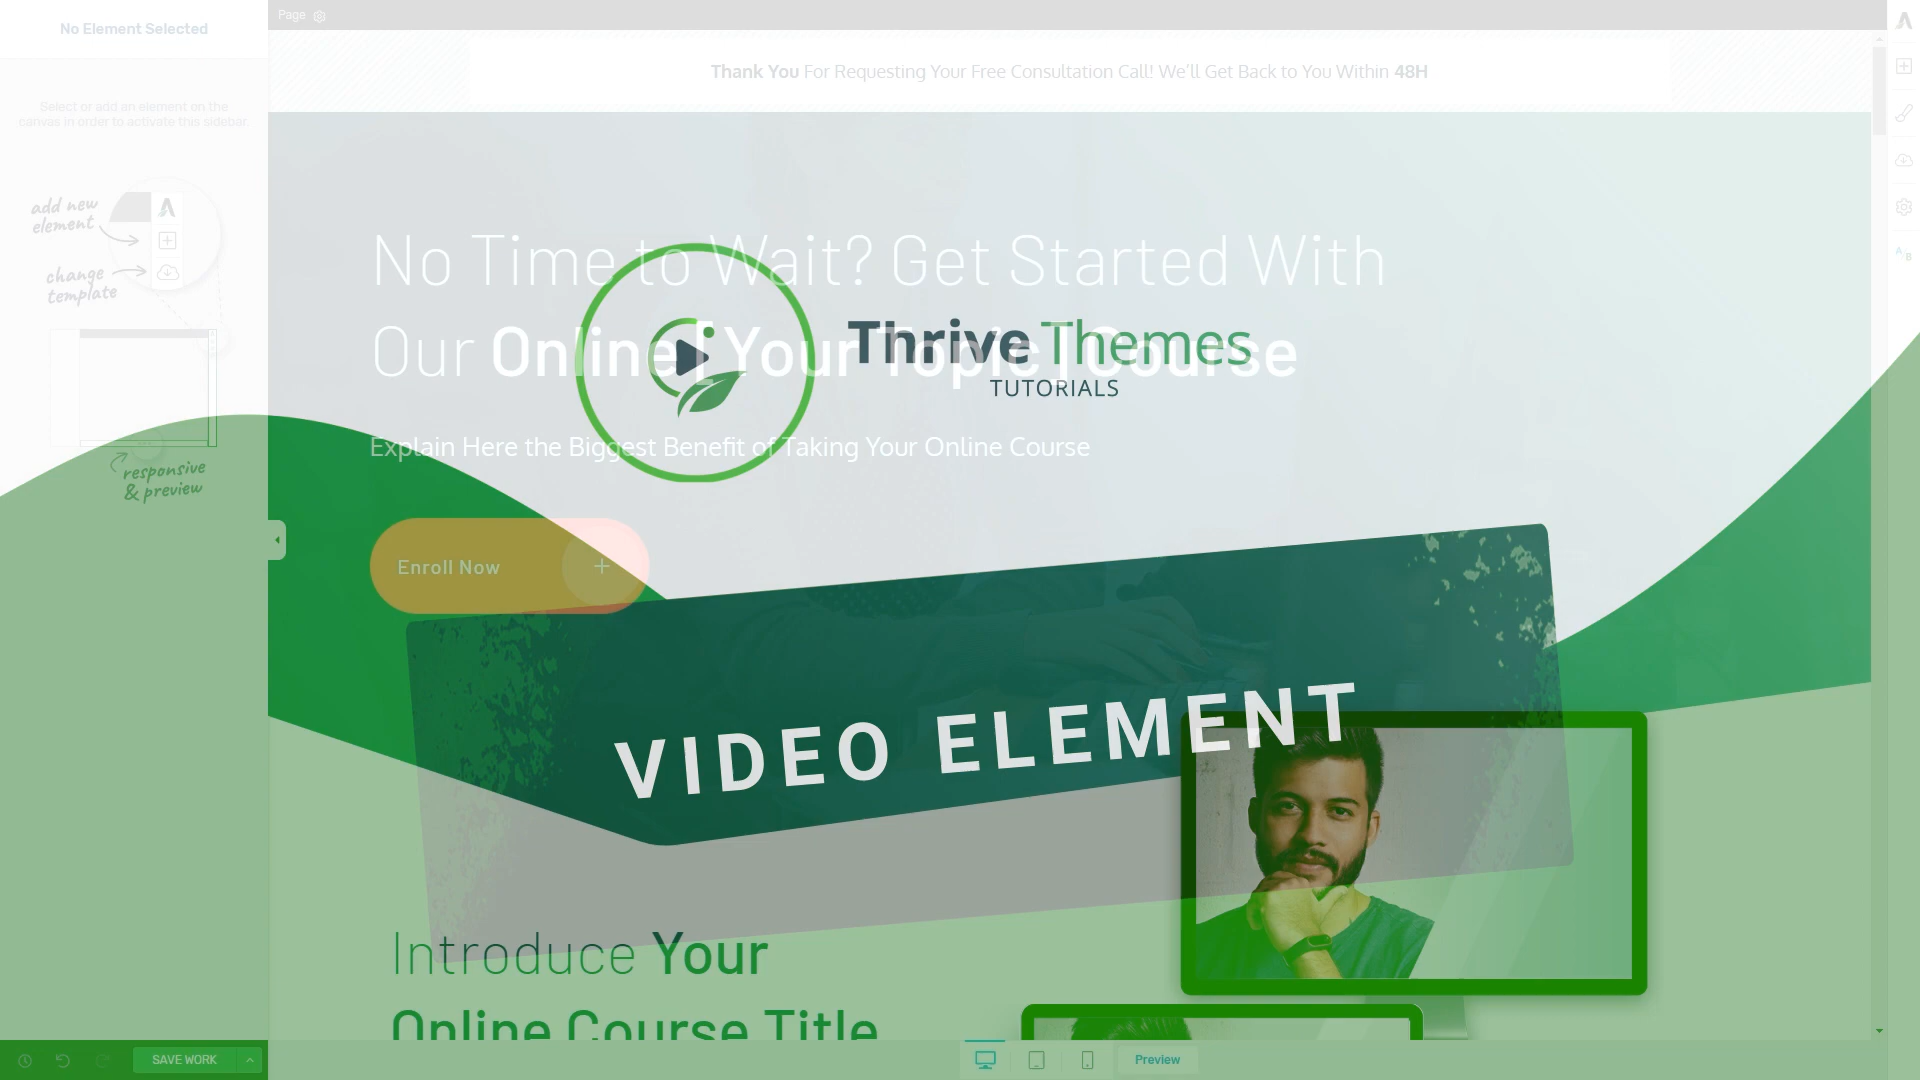 No Element Selected
Page
Thank You For Requesting Your Free Consultation Call! We'll Get Back to You Within 48H
Select or add an element on the
canvas in order to activate this sidebar.
add new
element
change
template
responsive
& preview
No Time to Wait? Get Started With
Our Online [ Your Topic ] Course
Thrive Themes
TUTORIALS
Explain Here the Biggest Benefit of Taking Your Online Course
Enroll Now
VIDEO ELEMENT
Introduce Your
Online Course Title
SAVE WORK
Preview
A
B